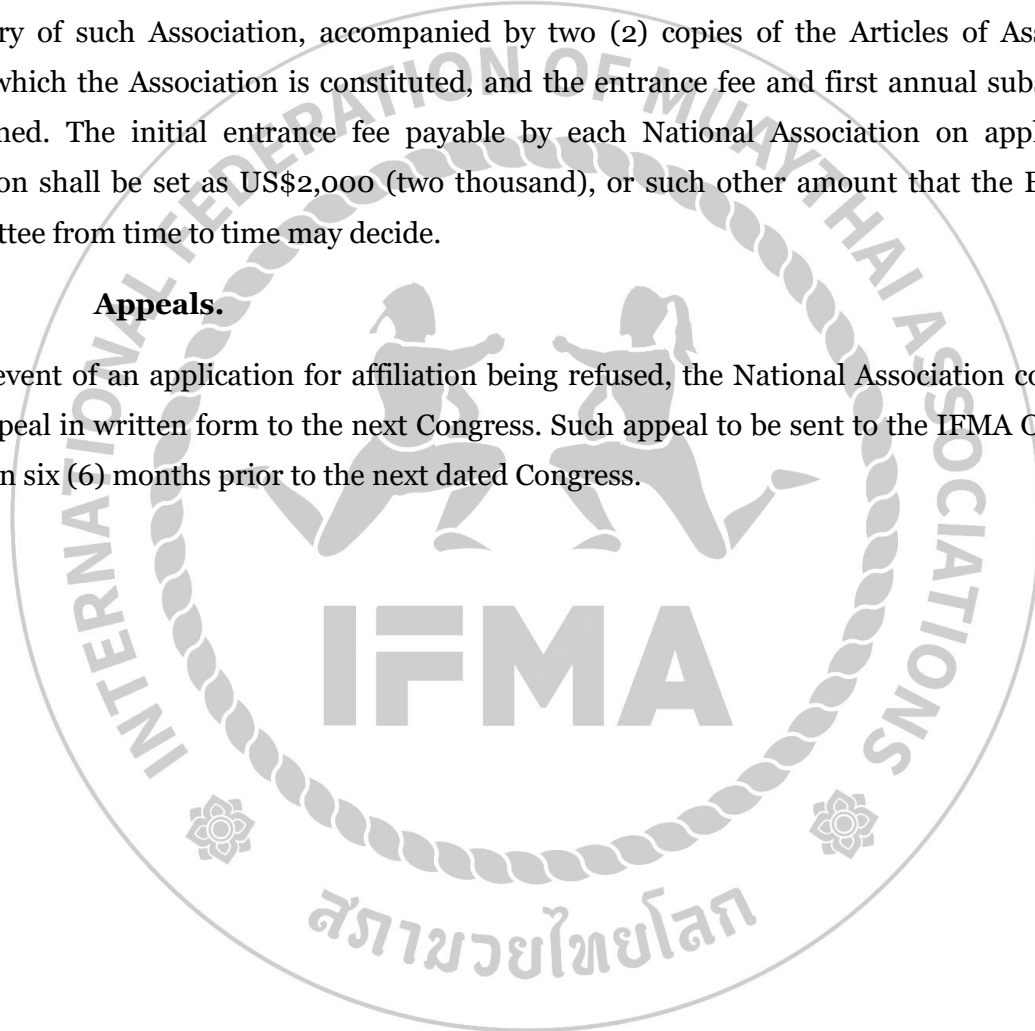 ry of such Association, accompanied by two (2) copies of the Articles of Ass
which the Association is constituted, and the entrance fee and first annual subs
ned. The initial entrance fee payable by each National Association on appl
on shall be set as US$2,000 (two thousand), or such other amount that the E
ttee from time to time may decide.
Appeals.
event of an application for affiliation being refused, the National Association co
peal in written form to the next Congress. Such appeal to be sent to the IFMA O
n six (6) months prior to the next dated Congress.
INTERNATIONAL FEDERATION OF MUAYTHAI ASSOCIATIONS
IFMA
สภามวยไทยโลก